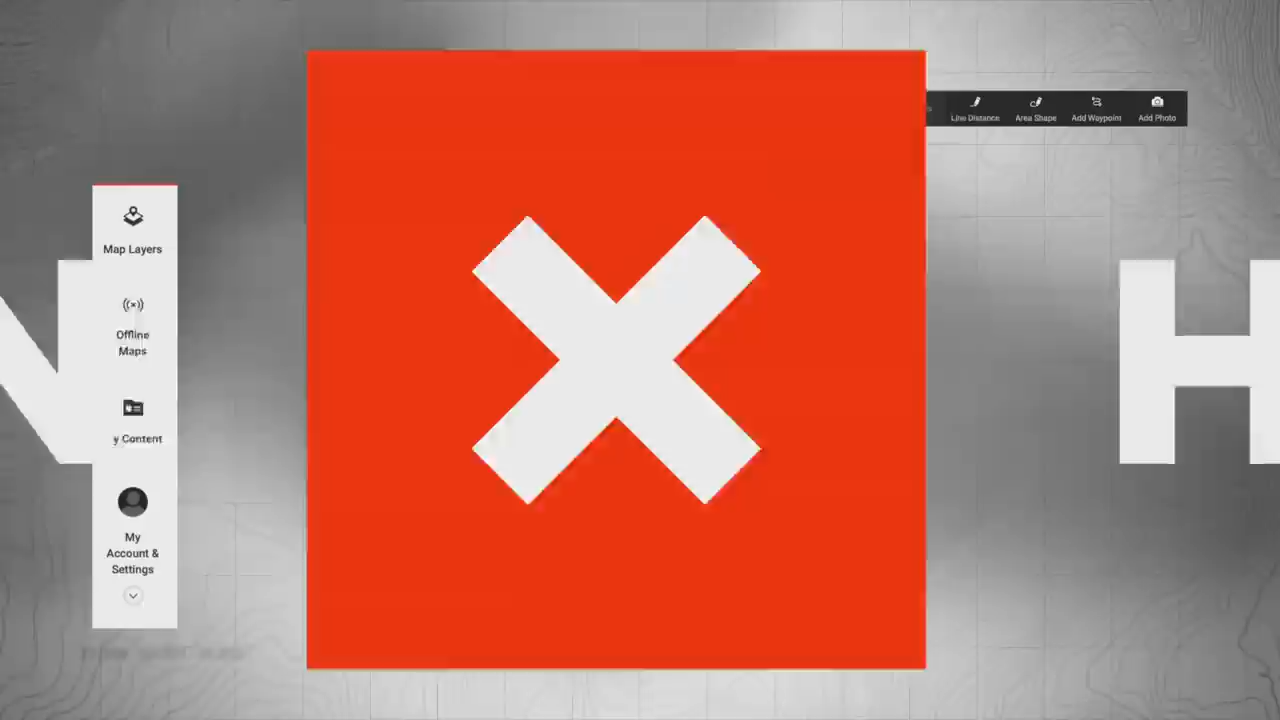 Line Distance
Area Shape
Add Waypoint
Add Photo
Map Layers
Offline
Maps
y Content
My
Account &
Settings
N
X
H